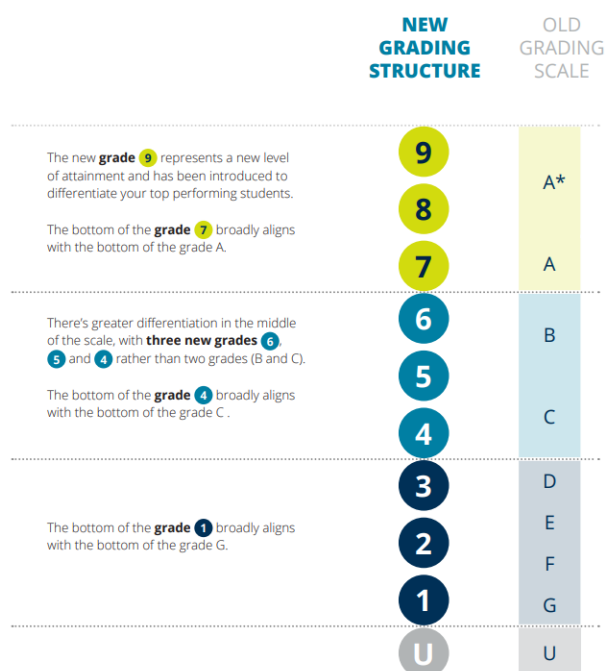 NEW
GRADING
STRUCTURE
OLD
GRADING
SCALE
The new grade 9 represents a new level
of attainment and has been introduced to
differentiate your top performing students.
The bottom of the grade 7 broadly aligns
with the bottom of the grade A.
9
8
7
A*
A
There's greater differentiation in the middle
of the scale, with three new grades 6,
5 and 4 rather than two grades (B and C).
The bottom of the grade 4 broadly aligns
with the bottom of the grade C .
6
5
4
B
C
The bottom of the grade 1 broadly aligns
with the bottom of the grade G.
3
2
1
D
E
F
G
U
U